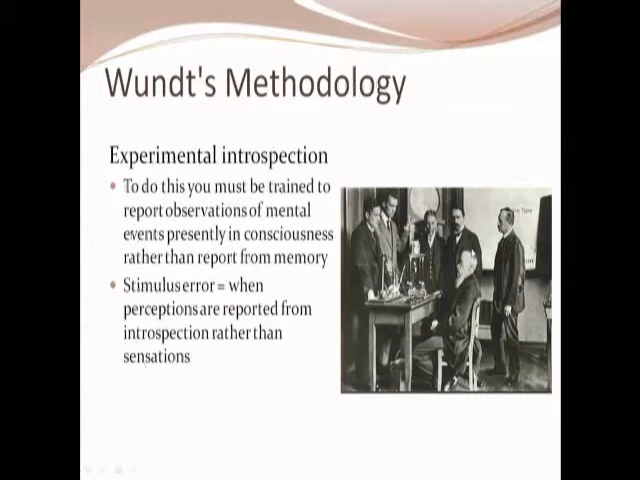 Wundt's Methodology
Experimental introspection
• To do this you must be trained to
report observations of mental
events presently in consciousness
rather than report from memory
• Stimulus error = when
perceptions are reported from
introspection rather than
sensations